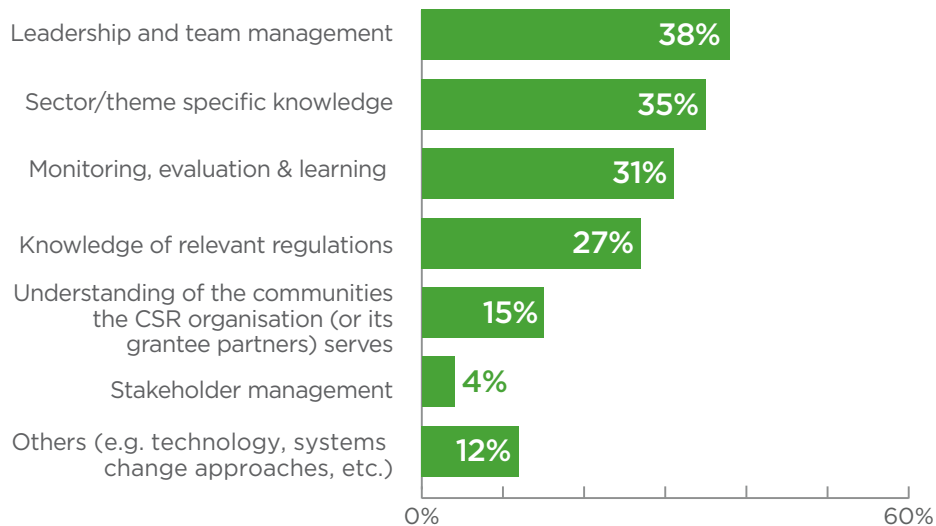 Leadership and team management
38%
Sector/theme specific knowledge
35%
Monitoring, evaluation & learning
31%
Knowledge of relevant regulations
27%
Understanding of the communities
the CSR organisation (or its
grantee partners) serves
15%
Stakeholder management
4%
Others (e.g. technology, systems
change approaches, etc.)
12%
0%
60%